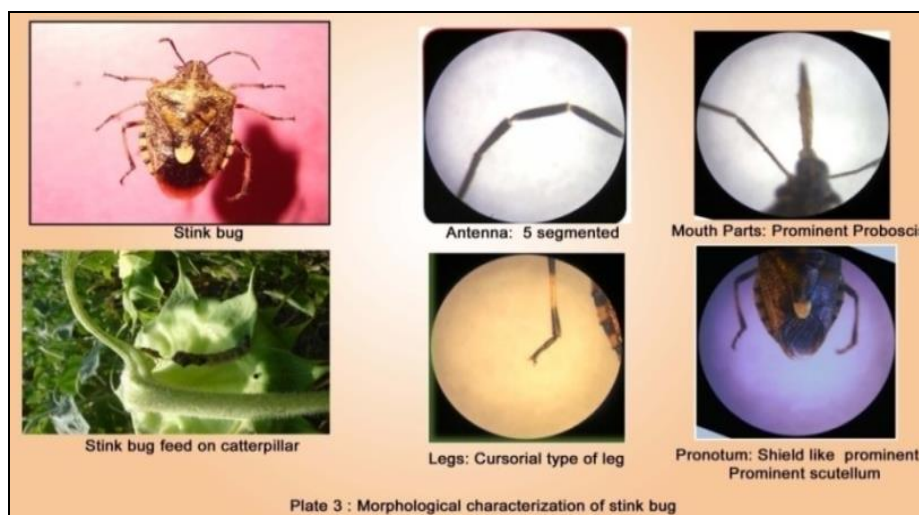 Stink bug
Antenna: 5 segmented
Mouth Parts: Prominent Proboscis
Stink bug feed on catterpillar
Legs: Cursorial type of leg
Pronotum: Shield like prominent
Prominent scutellum
Plate 3 : Morphological characterization of stink bug